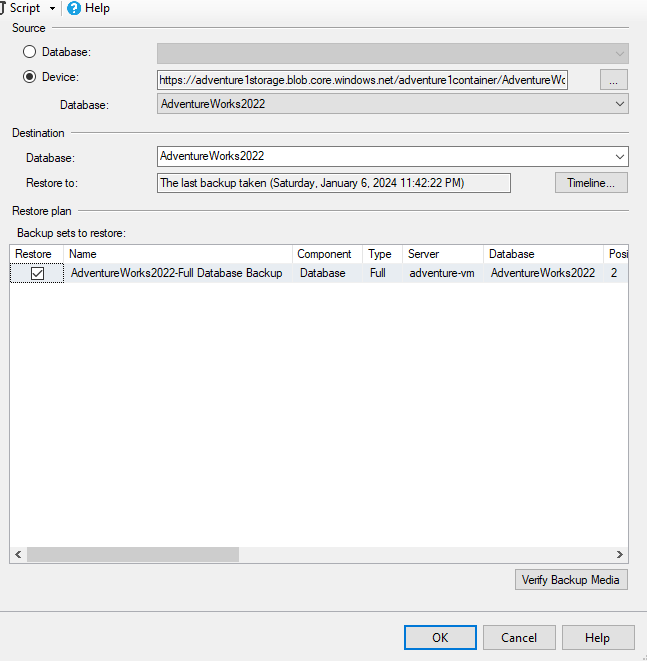 Script Help
Source
Database:
Device: https://adventure1storage.blob.core.windows.net/adventure1container/AdventureWo ...
Database: AdventureWorks2022
Destination
Database: AdventureWorks2022
Restore to: The last backup taken (Saturday, January 6, 2024 11:42:22 PM) Timeline...
Restore plan
Backup sets to restore:
Restore Name Component Type Server Database Posi
AdventureWorks2022-Full Database Backup Database Full adventure-vm AdventureWorks2022 2
Verify Backup Media
OK Cancel Help